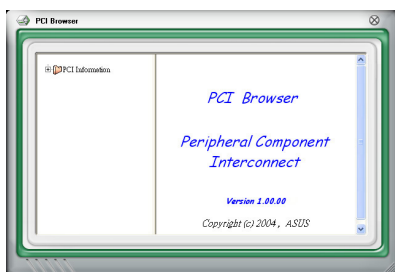 PCI Browser
PCI Information
PCI Browser
Peripheral Component
Interconnect
Version 1.00.00
Copyright (c) 2004, ASUS